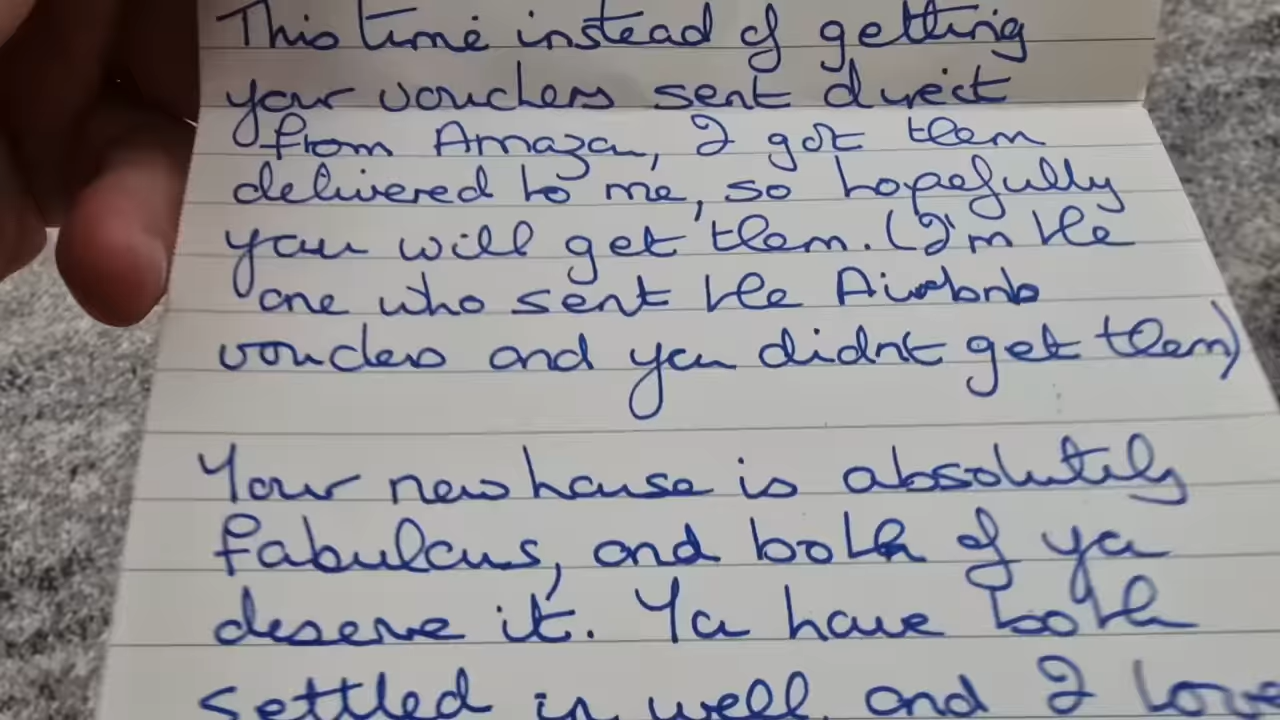 This time instead of getting
your vouchers sent direct
from Amazon, I got them
delivered to me, so hopefully
you will get them. (I'm the
one who sent the Airbnb
vouchers and you didnt get them)
Your new house is absolutely
fabulous, and both of you
deserve it. You have both
settled in well, and I love